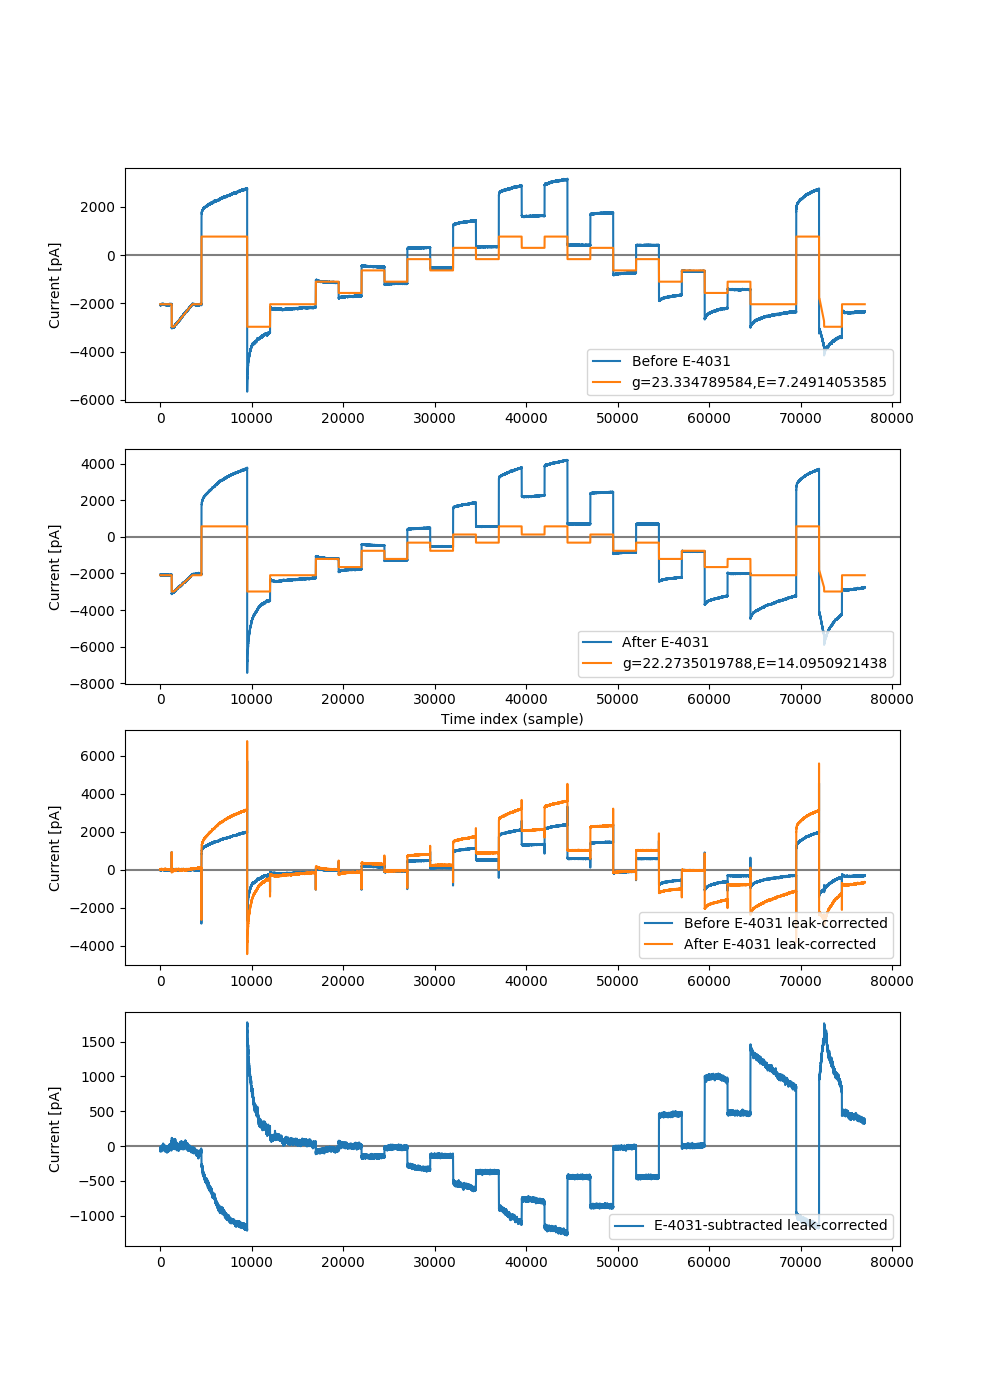 2000
0
−2000
−4000
−6000
Current [pA]
Before E-4031
g=23.334789584,E=7.24914053585
0 10000 20000 30000 40000 50000 60000 70000 80000
4000
2000
0
−2000
−4000
−6000
−8000
Current [pA]
After E-4031
g=22.2735019788,E=14.0950921438
0 10000 20000 30000 40000 50000 60000 70000 80000
Time index (sample)
6000
4000
2000
0
−2000
−4000
Current [pA]
Before E-4031 leak-corrected
After E-4031 leak-corrected
0 10000 20000 30000 40000 50000 60000 70000 80000
1500
1000
500
0
−500
−1000
Current [pA]
E-4031-subtracted leak-corrected
0 10000 20000 30000 40000 50000 60000 70000 80000